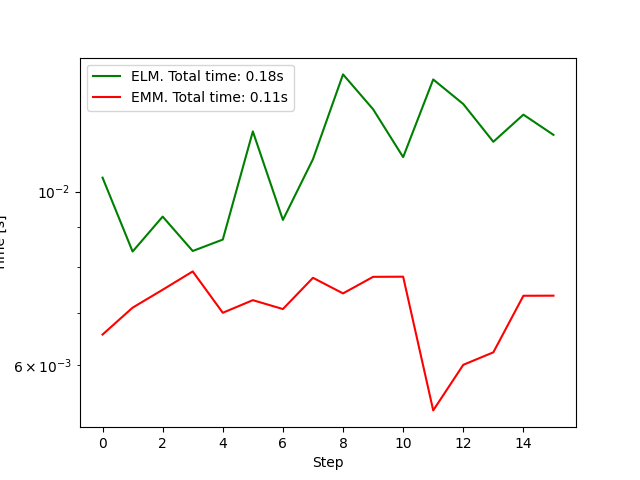 ELM. Total time: 0.18s
EMM. Total time: 0.11s
10⁻²
6 × 10⁻³
0 2 4 6 8 10 12 14
Step